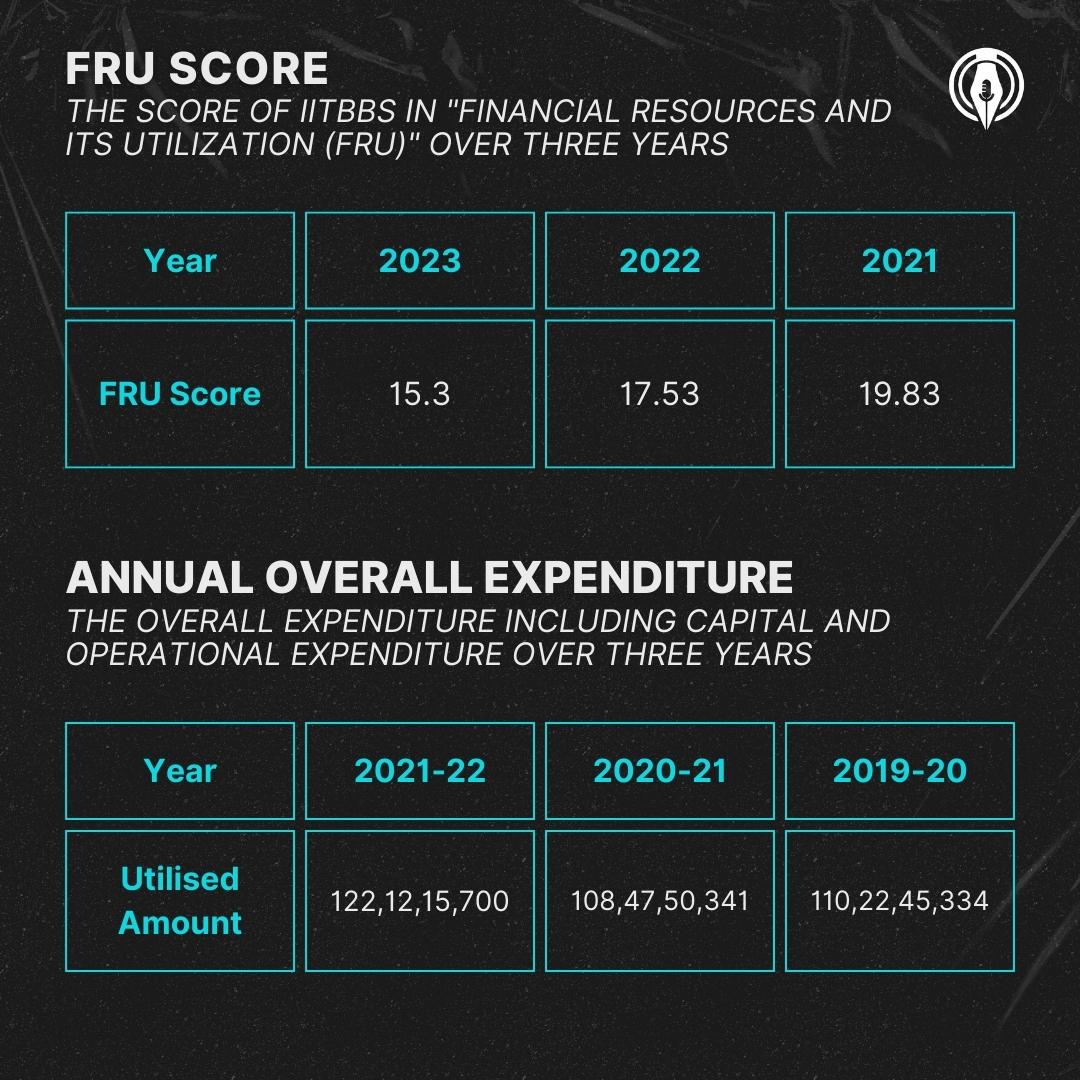 FRU SCORE
THE SCORE OF IITBBS IN "FINANCIAL RESOURCES AND
ITS UTILIZATION (FRU)" OVER THREE YEARS
Year 2023 2022 2021
FRU Score 15.3 17.53 19.83
ANNUAL OVERALL EXPENDITURE
THE OVERALL EXPENDITURE INCLUDING CAPITAL AND
OPERATIONAL EXPENDITURE OVER THREE YEARS
Year 2021-22 2020-21 2019-20
Utilised
Amount 122,12,15,700 108,47,50,341 110,22,45,334